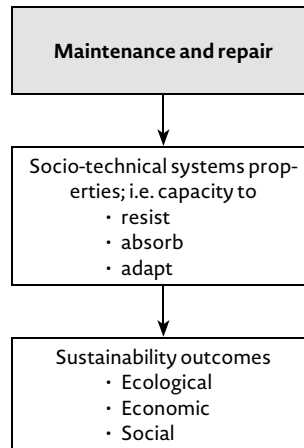 Maintenance and repair
Socio-technical systems prop-
erties; i.e. capacity to
· resist
· absorb
· adapt
Sustainability outcomes
· Ecological
· Economic
· Social